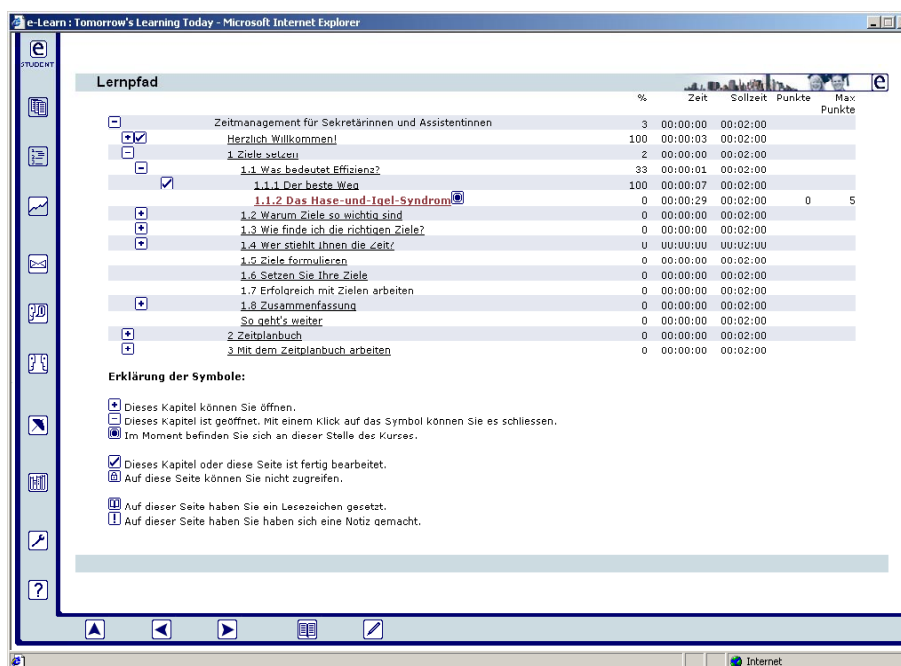 e-Learn : Tomorrow's Learning Today - Microsoft Internet Explorer
e
STUDENT
Lernpfad
e
% Zeit Sollzeit Punkte Max Punkte
Zeitmanagement für Sekretärinnen und Assistentinnen 3 00:00:00 00:02:00
Herzlich Willkommen! 100 00:00:03 00:02:00
1 Ziele setzen 2 00:00:00 00:02:00
1.1 Was bedeutet Effizienz? 33 00:00:01 00:02:00
1.1.1 Der beste Weg 100 00:00:07 00:02:00
1.1.2 Das Hase-und-Igel-Syndrom 0 00:00:29 00:02:00 0 5
1.2 Warum Ziele so wichtig sind 0 00:00:00 00:02:00
1.3 Wie finde ich die richtigen Ziele? 0 00:00:00 00:02:00
1.4 Wer stiehlt Ihnen die Zeit? 0 00:00:00 00:02:00
1.5 Ziele formulieren 0 00:00:00 00:02:00
1.6 Setzen Sie Ihre Ziele 0 00:00:00 00:02:00
1.7 Erfolgreich mit Zielen arbeiten 0 00:00:00 00:02:00
1.8 Zusammenfassung 0 00:00:00 00:02:00
So geht's weiter 0 00:00:00 00:02:00
2 Zeitplanbuch 0 00:00:00 00:02:00
3 Mit dem Zeitplanbuch arbeiten 0 00:00:00 00:02:00
Erklärung der Symbole:
Dieses Kapitel können Sie öffnen.
Dieses Kapitel ist geöffnet. Mit einem Klick auf das Symbol können Sie es schliessen.
Im Moment befinden Sie sich an dieser Stelle des Kurses.
Dieses Kapitel oder diese Seite ist fertig bearbeitet.
Auf diese Seite können Sie nicht zugreifen.
Auf dieser Seite haben Sie ein Lesezeichen gesetzt.
Auf dieser Seite haben Sie haben sich eine Notiz gemacht.
?
Internet